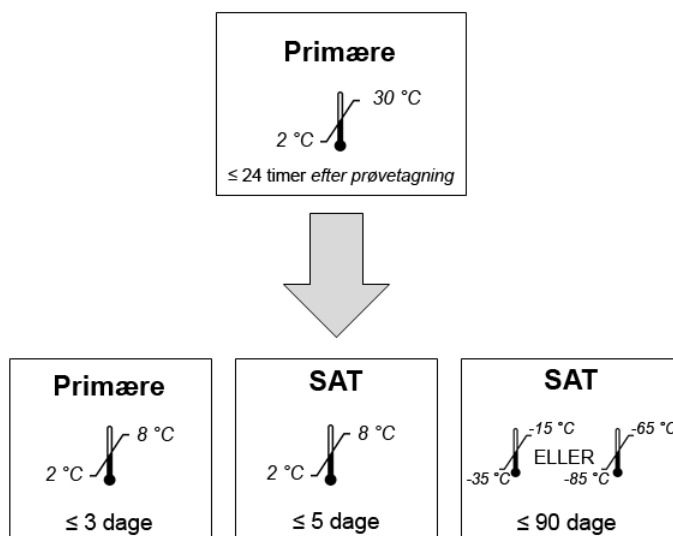 Primære
30 °C
2 °C
≤ 24 timer efter prøvetagning
Primære
8 °C
2 °C
≤ 3 dage
SAT
8 °C
2 °C
≤ 5 dage
SAT
-15 °C
-35 °C
ELLER
-65 °C
-85 °C
≤ 90 dage